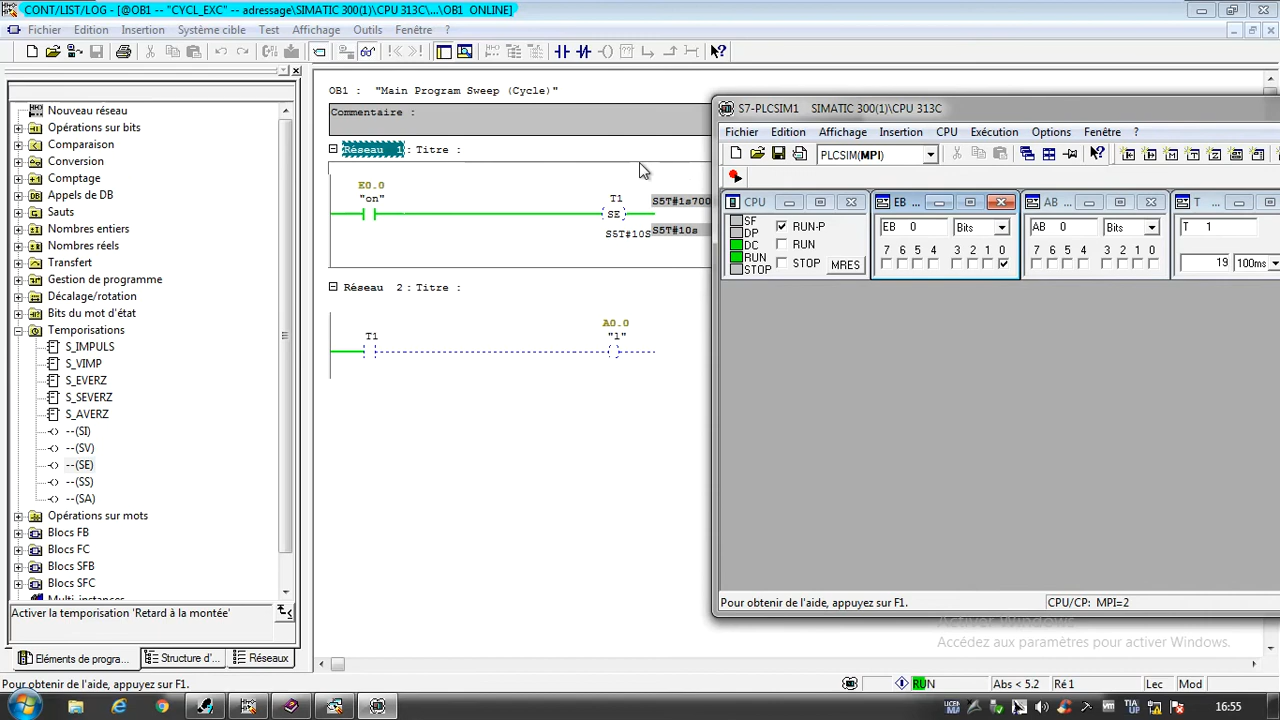 CONT/LIST/LOG - [@OB1 -- "CYCL_EXC" -- adressage\SIMATIC 300(1)\CPU 313C\...\OB1 ONLINE]
Fichier Edition Insertion Système cible Test Affichage Outils Fenêtre ?
Nouveau réseau
Opérations sur bits
Comparaison
Conversion
Comptage
Appels de DB
Sauts
Nombres entiers
Nombres réels
Transfert
Gestion de programme
Décalage/rotation
Bits du mot d'état
Temporisations
S_IMPULS
S_VIMP
S_EVERZ
S_SEVERZ
S_AVERZ
--(SI)
--(SV)
--(SE)
--(SS)
--(SA)
Opérations sur mots
Blocs FB
Blocs FC
Blocs SFB
Blocs SFC
Multi-instances
Activer la temporisation 'Retard à la montée'
Eléments de progra... Structure d'... Réseaux
OB1 : "Main Program Sweep (Cycle)"
Commentaire :
Réseau 1 : Titre :
E0.0
"on"
T1
SE
S5T#10S
S5T#1s700
S5T#10s
Réseau 2 : Titre :
T1
A0.0
"l"
S7-PLCSIM1 SIMATIC 300(1)\CPU 313C
Fichier Edition Affichage Insertion CPU Exécution Options Fenêtre ?
PLCSIM(MPI)
CPU
SF
DP
DC
RUN
STOP
RUN-P
RUN
STOP
MRES
EB
EB 0 Bits
7 6 5 4 3 2 1 0
AB
AB 0 Bits
7 6 5 4 3 2 1 0
T
T 1
19 100ms
Pour obtenir de l'aide, appuyez sur F1. CPU/CP: MPI=2
Activer Windows
Accédez aux paramètres pour activer Windows.
Pour obtenir de l'aide, appuyez sur F1. RUN Abs < 5.2 Ré 1 Lec Mod
16:55